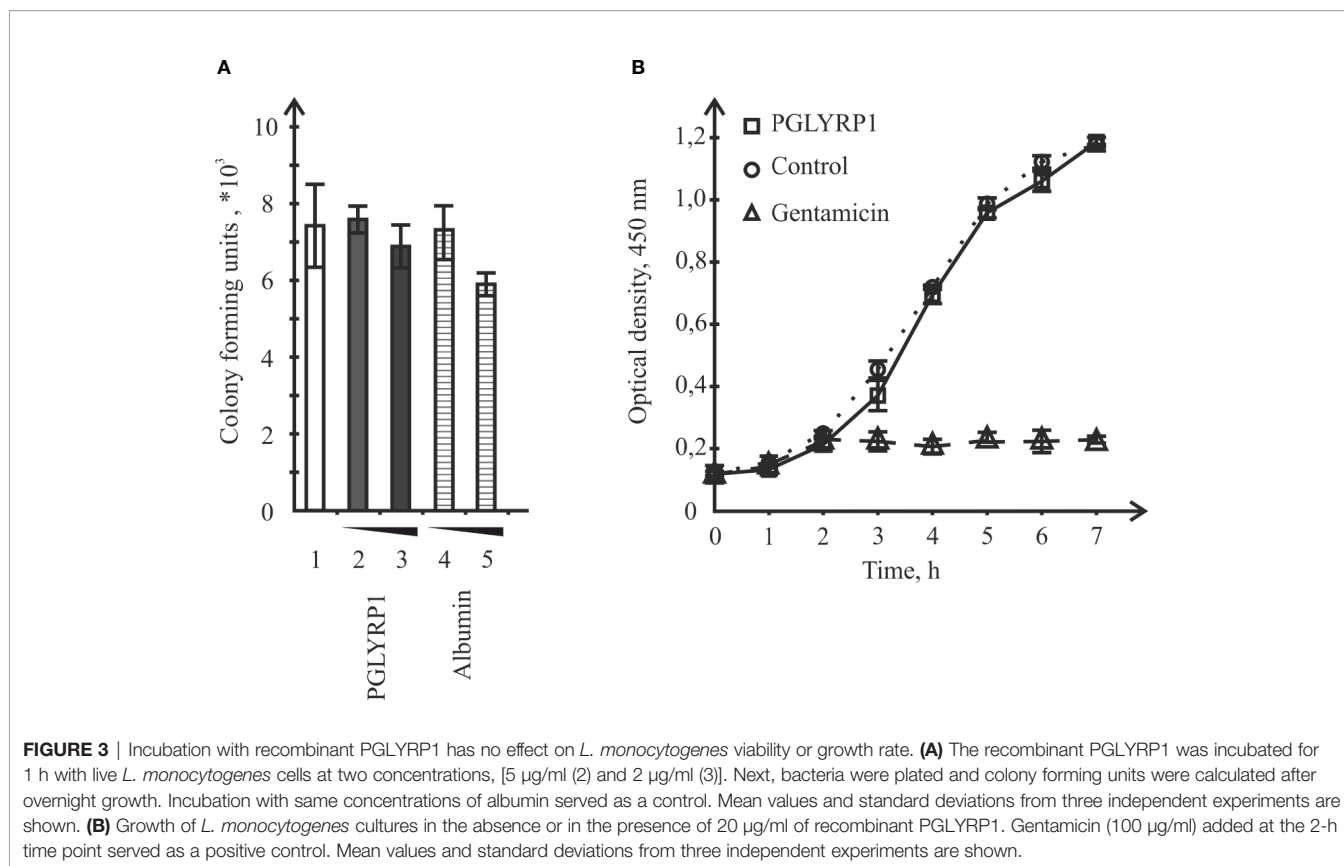 A
Colony forming units , *10³
10
8
6
4
2
0
1 2 3 4 5
PGLYRP1
Albumin
B
Optical density, 450 nm
1,2
1,0
0,8
0,6
0,4
0,2
0
PGLYRP1
Control
Gentamicin
0 1 2 3 4 5 6 7
Time, h
FIGURE 3 | Incubation with recombinant PGLYRP1 has no effect on L. monocytogenes viability or growth rate. (A) The recombinant PGLYRP1 was incubated for
1 h with live L. monocytogenes cells at two concentrations, [5 µg/ml (2) and 2 µg/ml (3)]. Next, bacteria were plated and colony forming units were calculated after
overnight growth. Incubation with same concentrations of albumin served as a control. Mean values and standard deviations from three independent experiments are
shown. (B) Growth of L. monocytogenes cultures in the absence or in the presence of 20 µg/ml of recombinant PGLYRP1. Gentamicin (100 µg/ml) added at the 2-h
time point served as a positive control. Mean values and standard deviations from three independent experiments are shown.